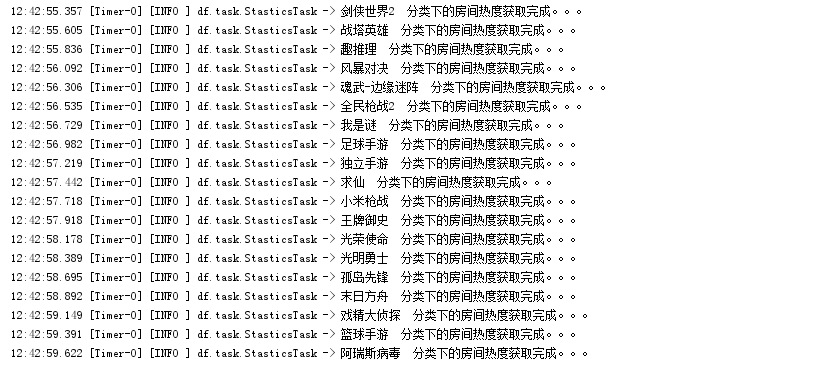 12:42:55.357 [Timer-0] [INFO ] df.task.StasticsTask -> 剑侠世界2 分类下的房间热度获取完成。。。
12:42:55.605 [Timer-0] [INFO ] df.task.StasticsTask -> 战塔英雄 分类下的房间热度获取完成。。。
12:42:55.836 [Timer-0] [INFO ] df.task.StasticsTask -> 趣推理 分类下的房间热度获取完成。。。
12:42:56.092 [Timer-0] [INFO ] df.task.StasticsTask -> 风暴对决 分类下的房间热度获取完成。。。
12:42:56.306 [Timer-0] [INFO ] df.task.StasticsTask -> 魂武-边缘迷阵 分类下的房间热度获取完成。。。
12:42:56.535 [Timer-0] [INFO ] df.task.StasticsTask -> 全民枪战2 分类下的房间热度获取完成。。。
12:42:56.729 [Timer-0] [INFO ] df.task.StasticsTask -> 我是谜 分类下的房间热度获取完成。。。
12:42:56.982 [Timer-0] [INFO ] df.task.StasticsTask -> 足球手游 分类下的房间热度获取完成。。。
12:42:57.219 [Timer-0] [INFO ] df.task.StasticsTask -> 独立手游 分类下的房间热度获取完成。。。
12:42:57.442 [Timer-0] [INFO ] df.task.StasticsTask -> 求仙 分类下的房间热度获取完成。。。
12:42:57.718 [Timer-0] [INFO ] df.task.StasticsTask -> 小米枪战 分类下的房间热度获取完成。。。
12:42:57.918 [Timer-0] [INFO ] df.task.StasticsTask -> 王牌御史 分类下的房间热度获取完成。。。
12:42:58.178 [Timer-0] [INFO ] df.task.StasticsTask -> 光荣使命 分类下的房间热度获取完成。。。
12:42:58.389 [Timer-0] [INFO ] df.task.StasticsTask -> 光明勇士 分类下的房间热度获取完成。。。
12:42:58.695 [Timer-0] [INFO ] df.task.StasticsTask -> 孤岛先锋 分类下的房间热度获取完成。。。
12:42:58.892 [Timer-0] [INFO ] df.task.StasticsTask -> 末日方舟 分类下的房间热度获取完成。。。
12:42:59.149 [Timer-0] [INFO ] df.task.StasticsTask -> 戏精大侦探 分类下的房间热度获取完成。。。
12:42:59.391 [Timer-0] [INFO ] df.task.StasticsTask -> 篮球手游 分类下的房间热度获取完成。。。
12:42:59.622 [Timer-0] [INFO ] df.task.StasticsTask -> 阿瑞斯病毒 分类下的房间热度获取完成。。。